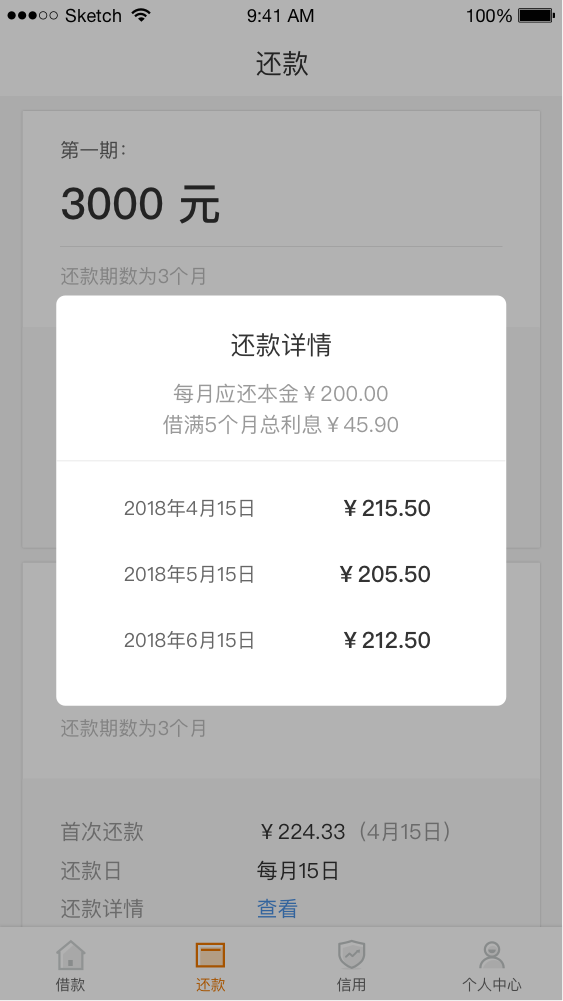 Sketch 9:41 AM 100%
还款
第一期:
3000 元
还款期数为3个月
还款详情
每月应还本金￥200.00
借满5个月总利息￥45.90
2018年4月15日 ￥215.50
2018年5月15日 ￥205.50
2018年6月15日 ￥212.50
还款期数为3个月
首次还款 ￥224.33（4月15日）
还款日 每月15日
还款详情 查看
借款 还款 信用 个人中心